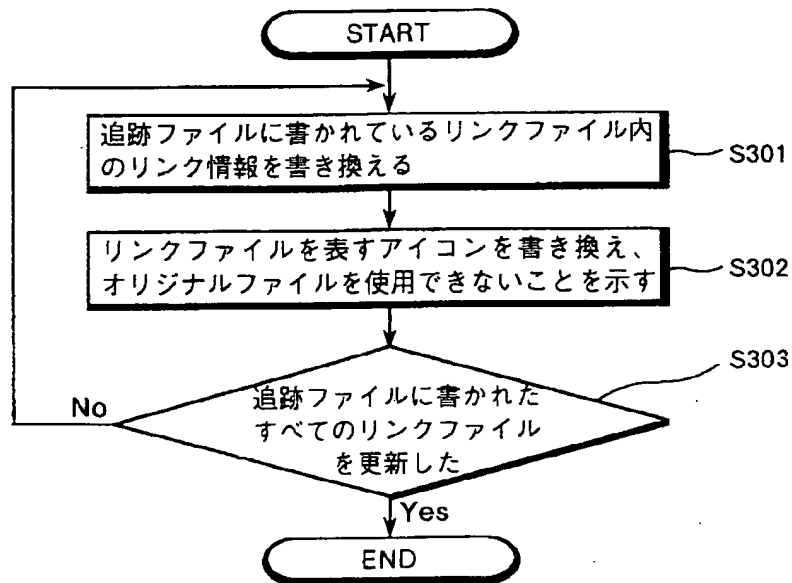 START
追跡ファイルに書かれているリンクファイル内
のリンク情報を書き換える
S301
リンクファイルを表すアイコンを書き換え、
オリジナルファイルを使用できないことを示す
S302
S303
追跡ファイルに書かれた
すべてのリンクファイル
を更新した
No
Yes
END